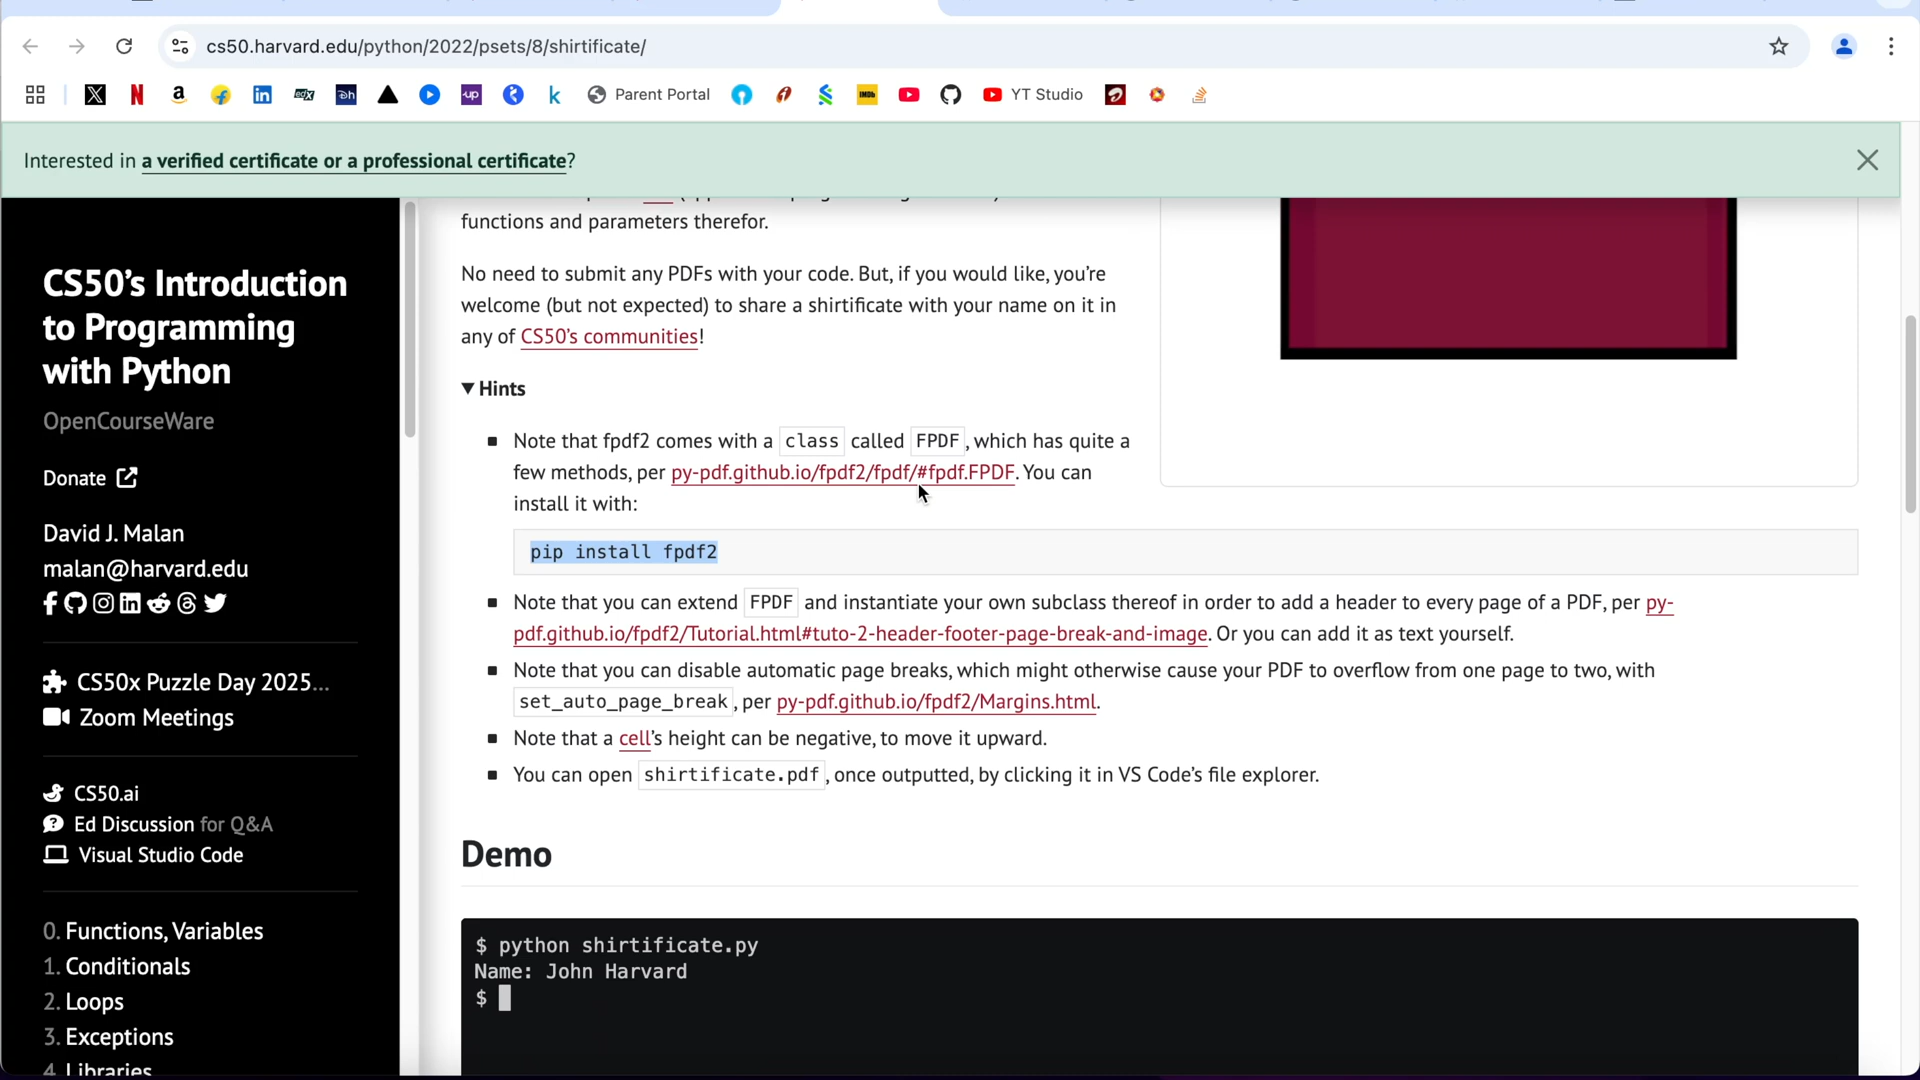 cs50.harvard.edu/python/2022/psets/8/shirtificate/
Parent Portal
YT Studio
Interested in a verified certificate or a professional certificate?
CS50's Introduction
to Programming
with Python
OpenCourseWare
Donate
David J. Malan
malan@harvard.edu
CS50x Puzzle Day 2025...
Zoom Meetings
CS50.ai
Ed Discussion for Q&A
Visual Studio Code
0. Functions, Variables
1. Conditionals
2. Loops
3. Exceptions
4. Libraries
functions and parameters therefor.
No need to submit any PDFs with your code. But, if you would like, you're
welcome (but not expected) to share a shirtificate with your name on it in
any of CS50's communities!
▼ Hints
Note that fpdf2 comes with a class called FPDF, which has quite a
few methods, per py-pdf.github.io/fpdf2/fpdf/#fpdf.FPDF. You can
install it with:
pip install fpdf2
Note that you can extend FPDF and instantiate your own subclass thereof in order to add a header to every page of a PDF, per py-
pdf.github.io/fpdf2/Tutorial.html#tuto-2-header-footer-page-break-and-image. Or you can add it as text yourself.
Note that you can disable automatic page breaks, which might otherwise cause your PDF to overflow from one page to two, with
set_auto_page_break, per py-pdf.github.io/fpdf2/Margins.html.
Note that a cell's height can be negative, to move it upward.
You can open shirtificate.pdf, once outputted, by clicking it in VS Code's file explorer.
Demo
$ python shirtificate.py
Name: John Harvard
$